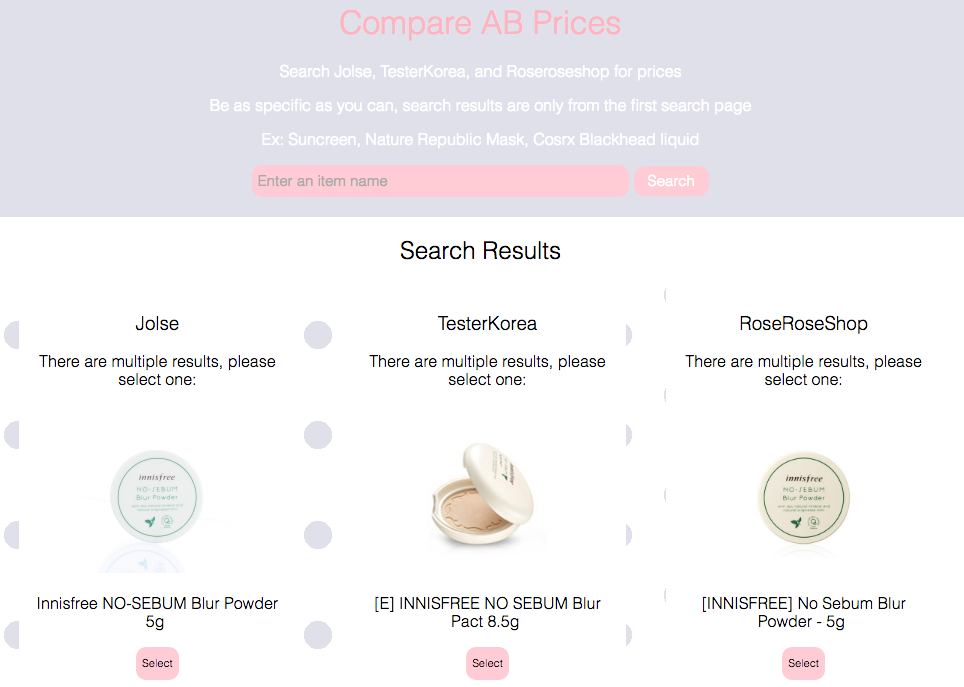 Compare AB Prices
Search Jolse, TesterKorea, and Roseroseshop for prices
Be as specific as you can, search results are only from the first search page
Ex: Suncreen, Nature Republic Mask, Cosrx Blackhead liquid
Enter an item name
Search
Search Results
Jolse
There are multiple results, please
select one:
innisfree
NO-SEBUM
Blur Powder
Innisfree NO-SEBUM Blur Powder
5g
Select
TesterKorea
There are multiple results, please
select one:
[E] INNISFREE NO SEBUM Blur
Pact 8.5g
Select
RoseRoseShop
There are multiple results, please
select one:
innisfree
NO-SEBUM
Blur Powder
[INNISFREE] No Sebum Blur
Powder - 5g
Select